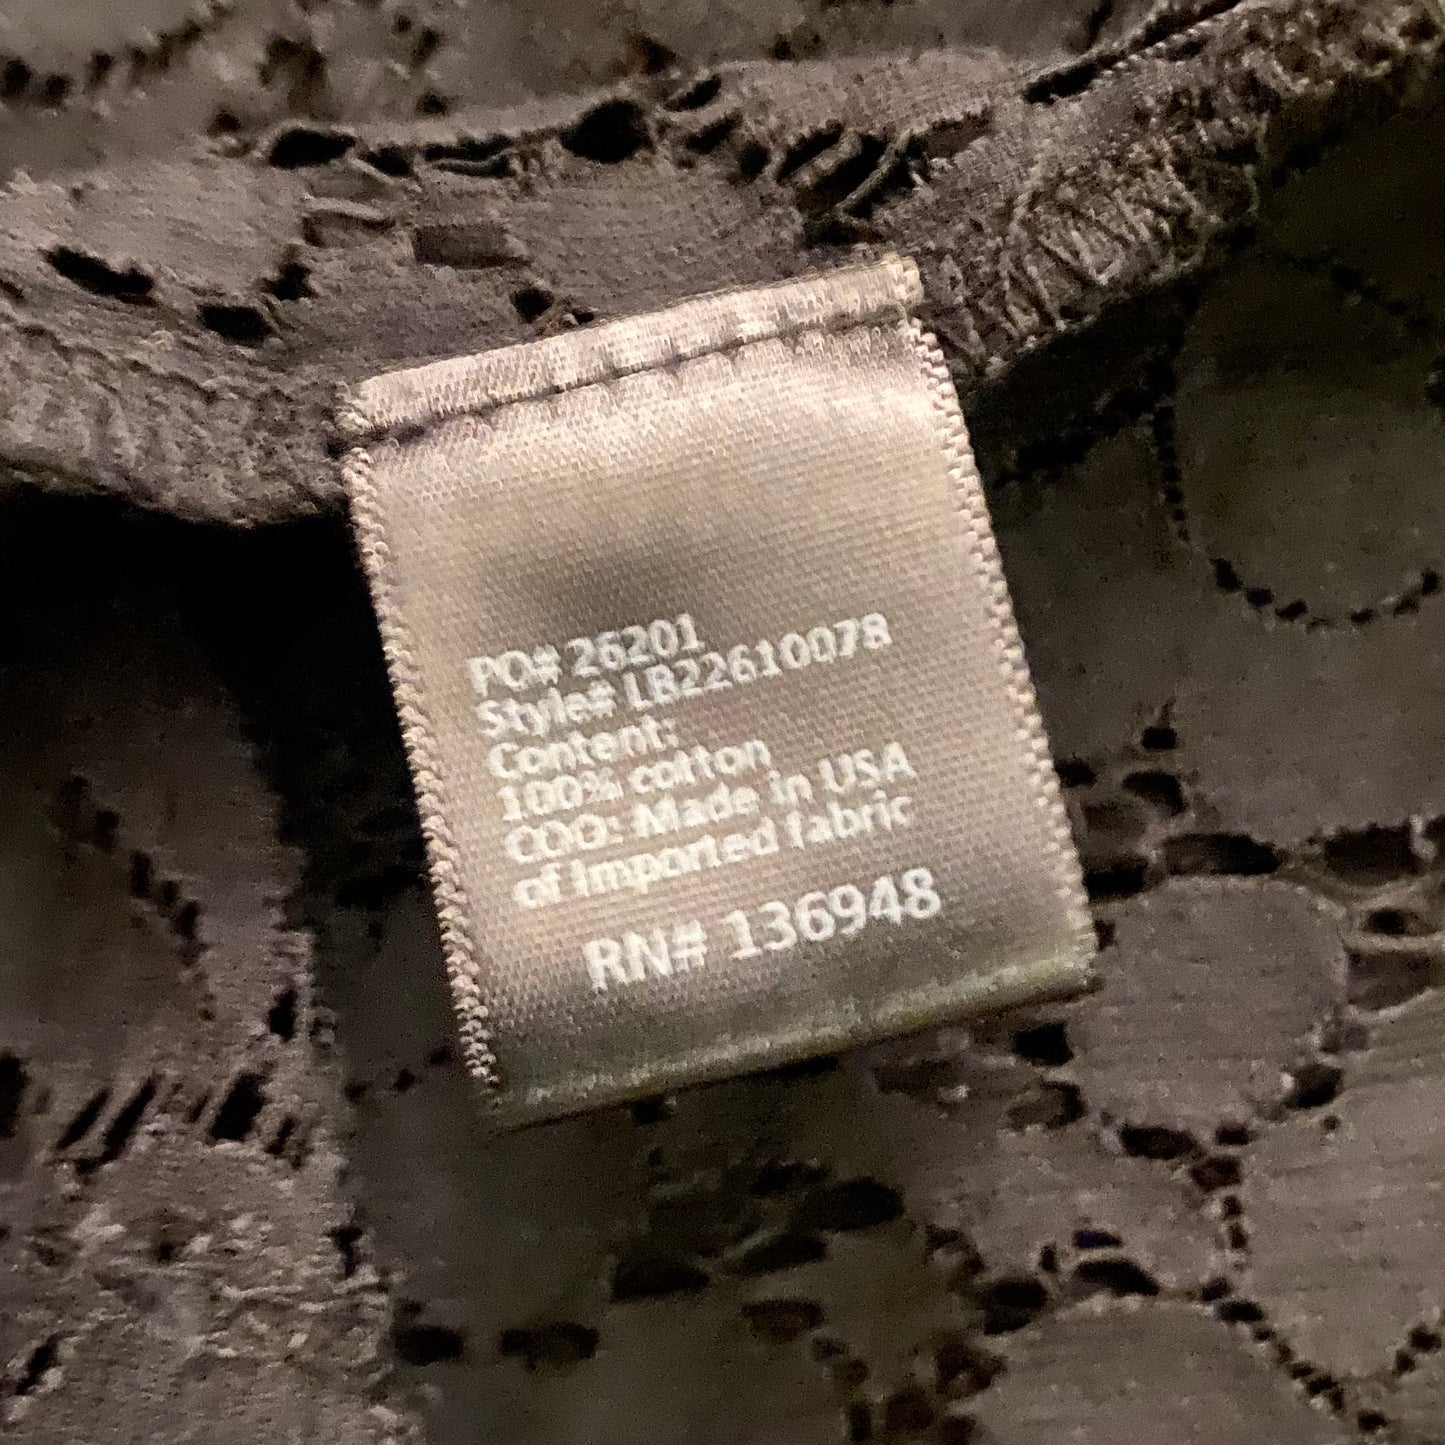 PO# 26201
Style# LB22610078
Content:
100% cotton
COO: Made in USA
of Imported fabric
RN# 136948